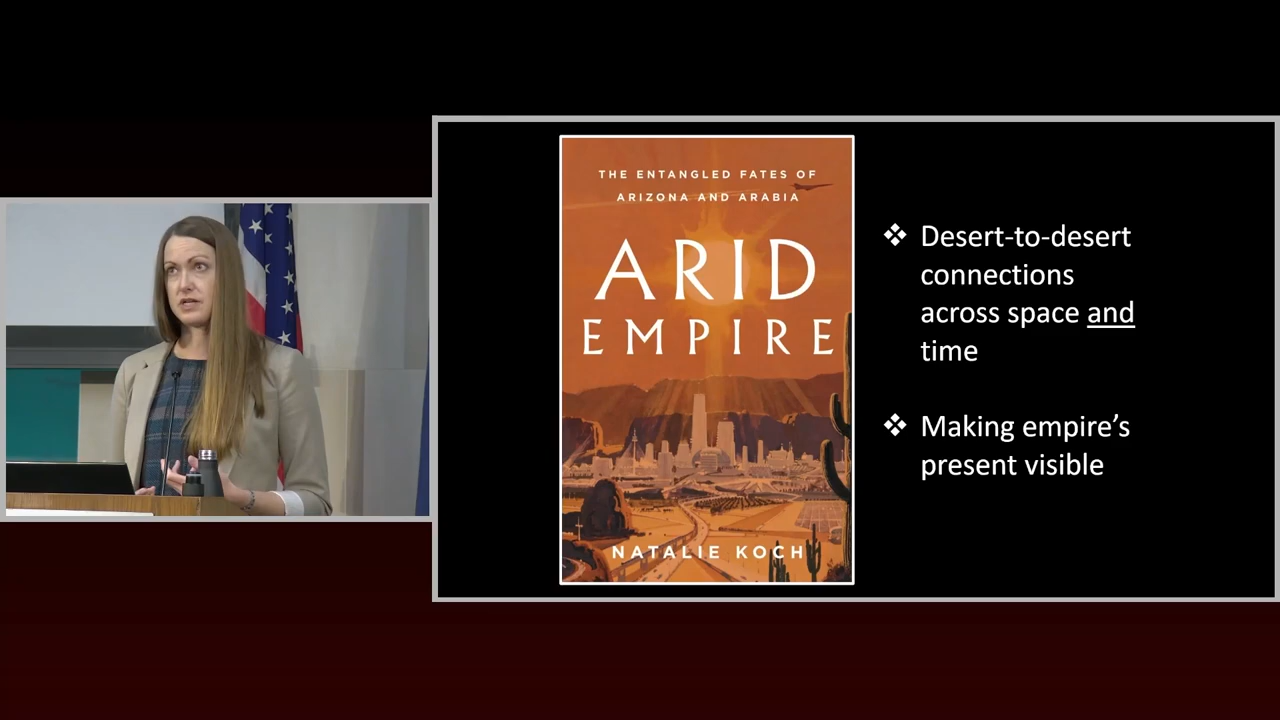 THE ENTANGLED FATES OF
ARIZONA AND ARABIA
ARID
EMPIRE
NATALIE KOCH
❖ Desert-to-desert
connections
across space and
time
❖ Making empire’s
present visible